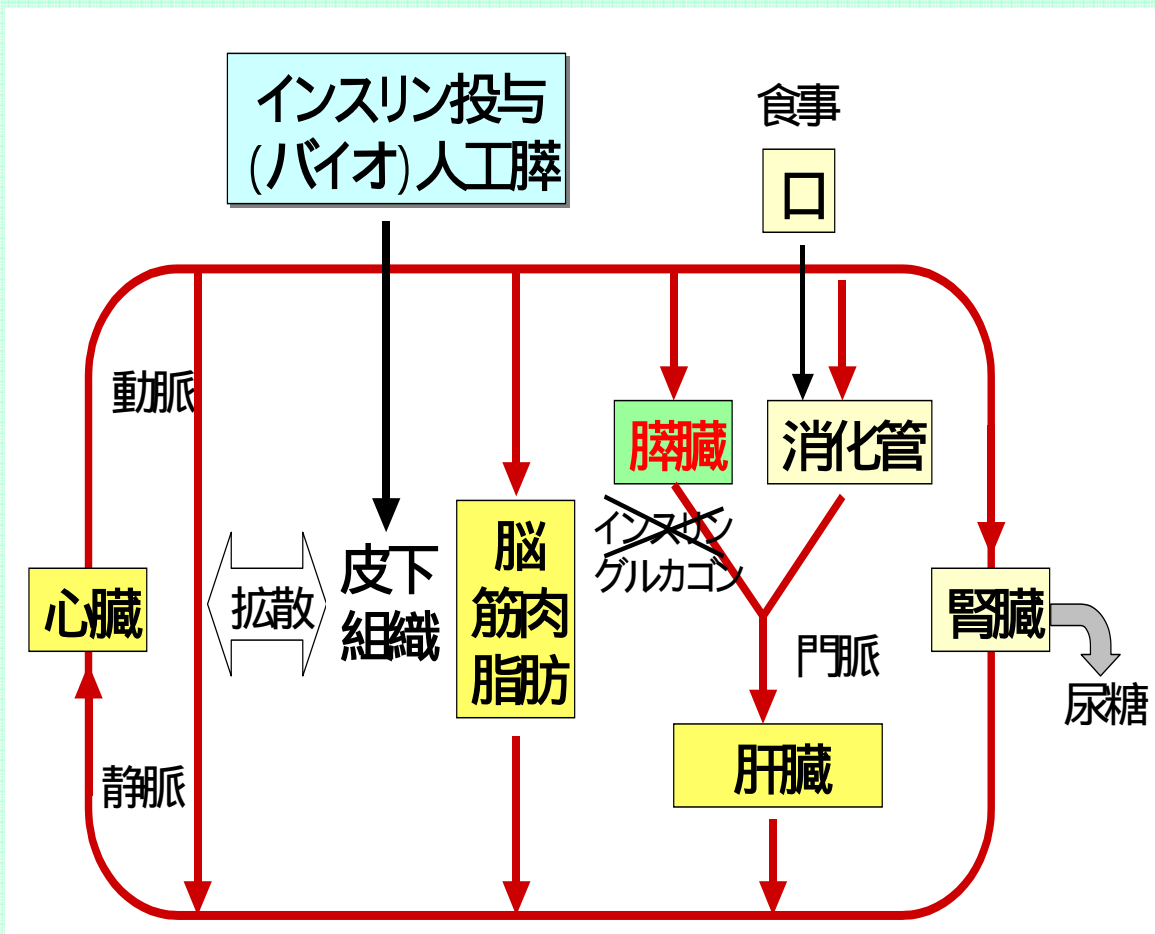 インスリン投与
(バイオ)人工膵
食事
口
動脈
膵臓
消化管
インスリン
グルカゴン
脳
筋肉
脂肪
皮下
組織
拡散
心臓
腎臓
門脈
尿糖
肝臓
静脈